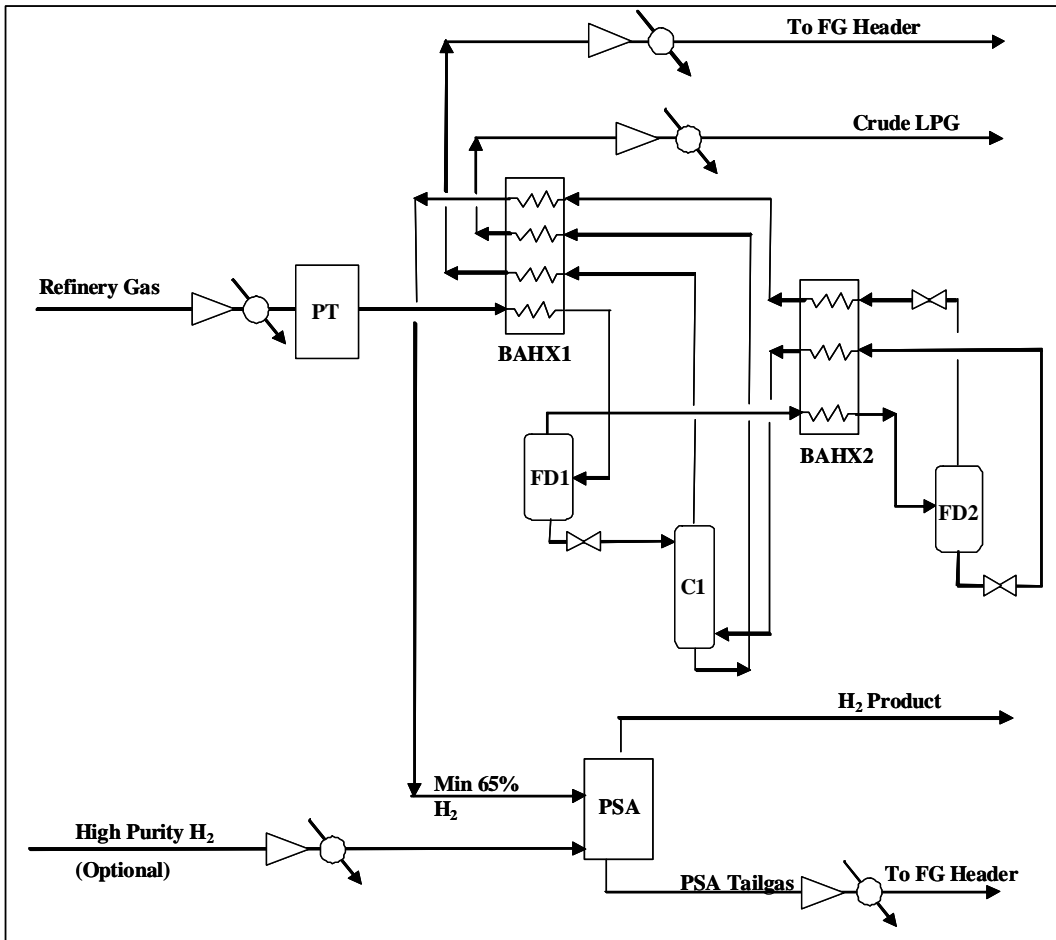 To FG Header
Crude LPG
Refinery Gas
PT
BAHX1
BAHX2
FD1
FD2
C1
H2 Product
Min 65%
H2
PSA
High Purity H2
(Optional)
PSA Tailgas
To FG Header